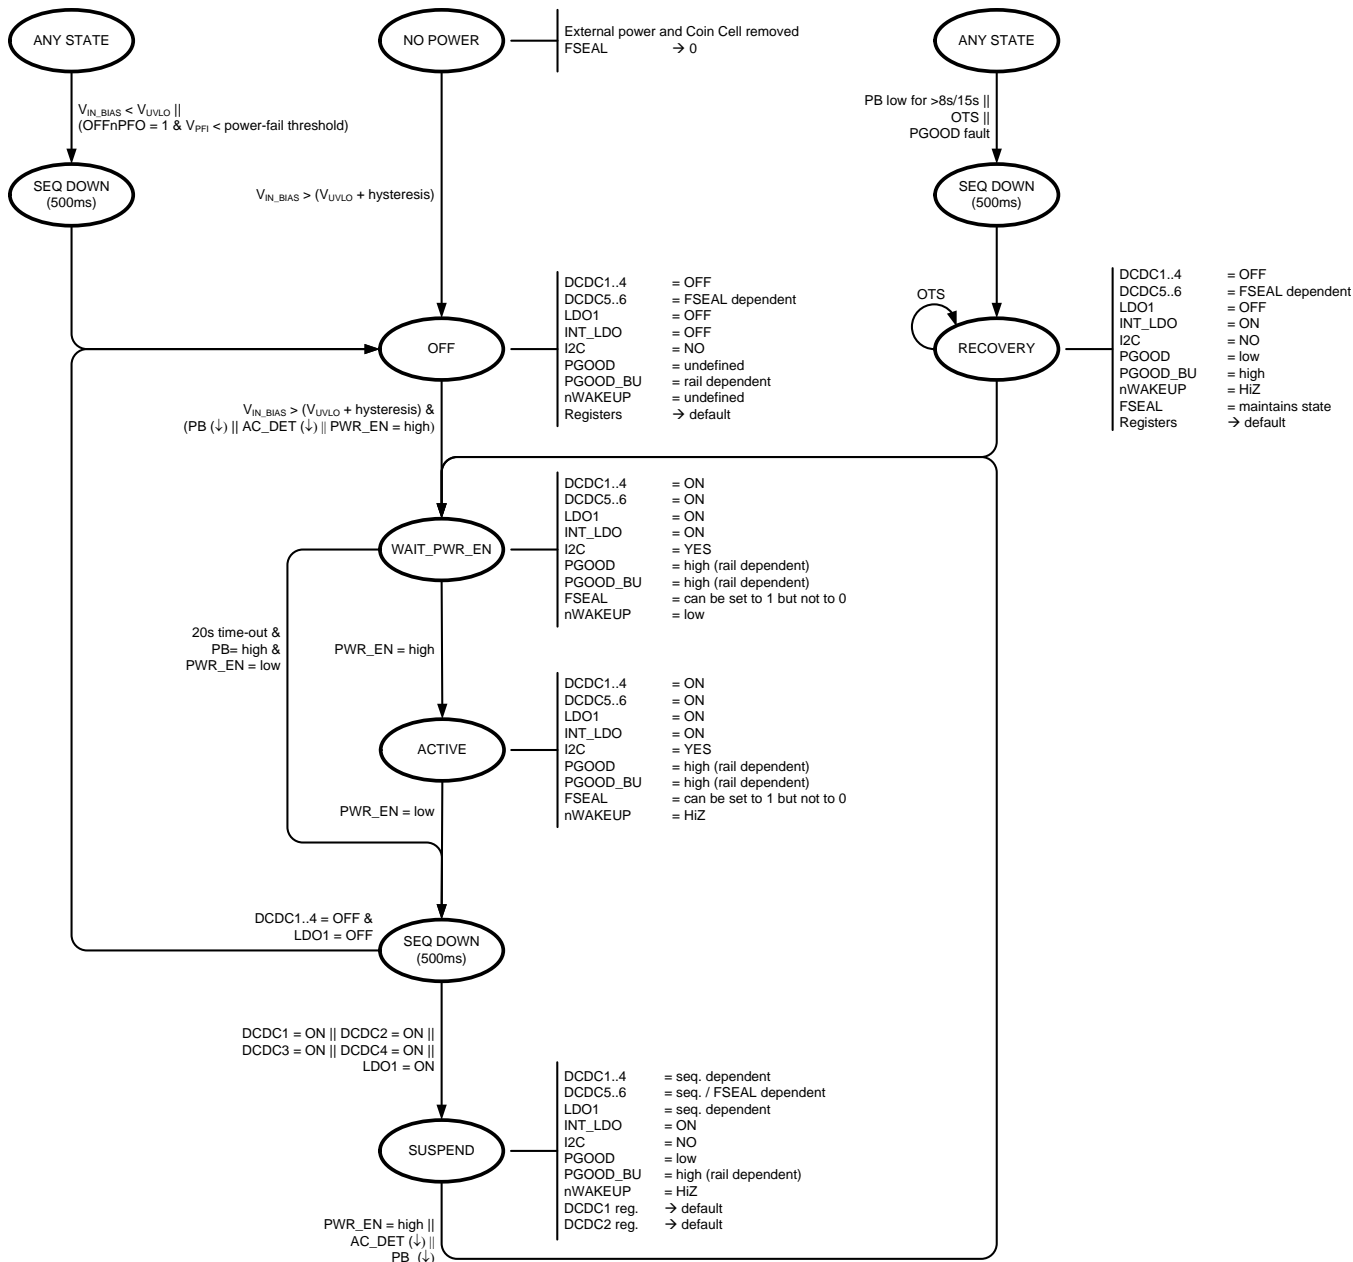 ANY STATE
NO POWER
External power and Coin Cell removed
FSEAL → 0
ANY STATE
V_IN_BIAS < V_UVLO ||
(OFFnPFO = 1 & V_PFI < power-fail threshold)
PB low for >8s/15s ||
OTS ||
PGOOD fault
SEQ DOWN
(500ms)
V_IN_BIAS > (V_UVLO + hysteresis)
SEQ DOWN
(500ms)
OFF
DCDC1..4 = OFF
DCDC5..6 = FSEAL dependent
LDO1 = OFF
INT_LDO = OFF
I2C = NO
PGOOD = undefined
PGOOD_BU = rail dependent
nWAKEUP = undefined
Registers → default
OTS
RECOVERY
DCDC1..4 = OFF
DCDC5..6 = FSEAL dependent
LDO1 = OFF
INT_LDO = ON
I2C = NO
PGOOD = low
PGOOD_BU = high
nWAKEUP = HiZ
FSEAL = maintains state
Registers → default
V_IN_BIAS > (V_UVLO + hysteresis) &
(PB (↓) || AC_DET (↓) || PWR_EN = high)
WAIT_PWR_EN
DCDC1..4 = ON
DCDC5..6 = ON
LDO1 = ON
INT_LDO = ON
I2C = YES
PGOOD = high (rail dependent)
PGOOD_BU = high (rail dependent)
FSEAL = can be set to 1 but not to 0
nWAKEUP = low
20s time-out &
PB= high &
PWR_EN = low
PWR_EN = high
ACTIVE
DCDC1..4 = ON
DCDC5..6 = ON
LDO1 = ON
INT_LDO = ON
I2C = YES
PGOOD = high (rail dependent)
PGOOD_BU = high (rail dependent)
FSEAL = can be set to 1 but not to 0
nWAKEUP = HiZ
PWR_EN = low
DCDC1..4 = OFF &
LDO1 = OFF
SEQ DOWN
(500ms)
DCDC1 = ON || DCDC2 = ON ||
DCDC3 = ON || DCDC4 = ON ||
LDO1 = ON
SUSPEND
DCDC1..4 = seq. dependent
DCDC5..6 = seq. / FSEAL dependent
LDO1 = seq. dependent
INT_LDO = ON
I2C = NO
PGOOD = low
PGOOD_BU = high (rail dependent)
nWAKEUP = HiZ
DCDC1 reg. → default
DCDC2 reg. → default
PWR_EN = high ||
AC_DET (↓) ||
PB (↓)